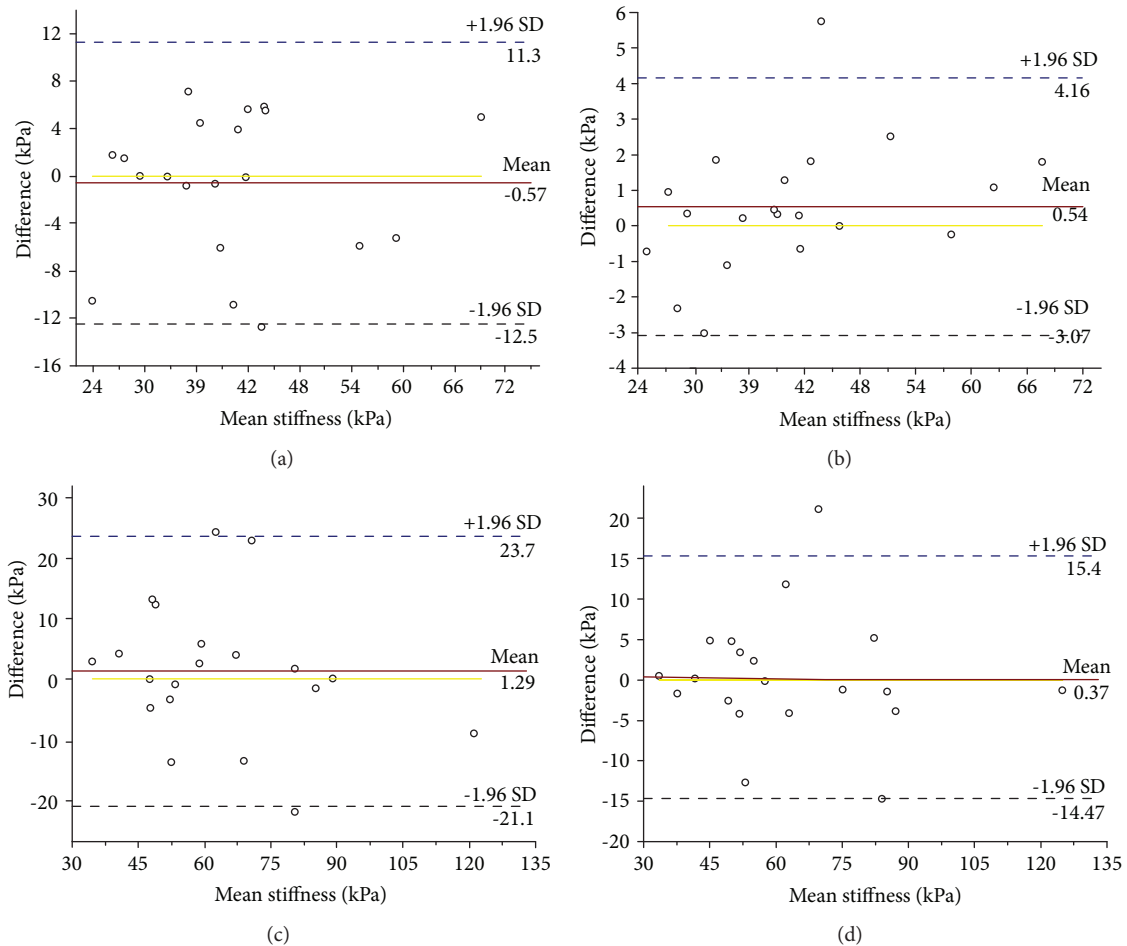 12
8
4
0
-4
-8
-12
-16
Difference (kPa)
+1.96 SD
11.3
Mean
-0.57
-1.96 SD
-12.5
24 30 39 39 42 48 54 60 66 72
Mean stiffness (kPa)
(a)
6
5
4
3
2
1
0
-1
-2
-3
-4
Difference (kPa)
+1.96 SD
4.16
Mean
0.54
-1.96 SD
-3.07
24 30 39 39 42 48 54 60 66 72
Mean stiffness (kPa)
(b)
30
20
10
0
-10
-20
Difference (kPa)
+1.96 SD
23.7
Mean
1.29
-1.96 SD
-21.1
30 45 60 75 90 105 120 135
Mean stiffness (kPa)
(c)
20
15
10
5
0
-5
-10
-15
-20
Difference (kPa)
+1.96 SD
15.4
Mean
0.37
-1.96 SD
-14.47
30 45 60 75 90 105 120 135
Mean stiffness (kPa)
(d)